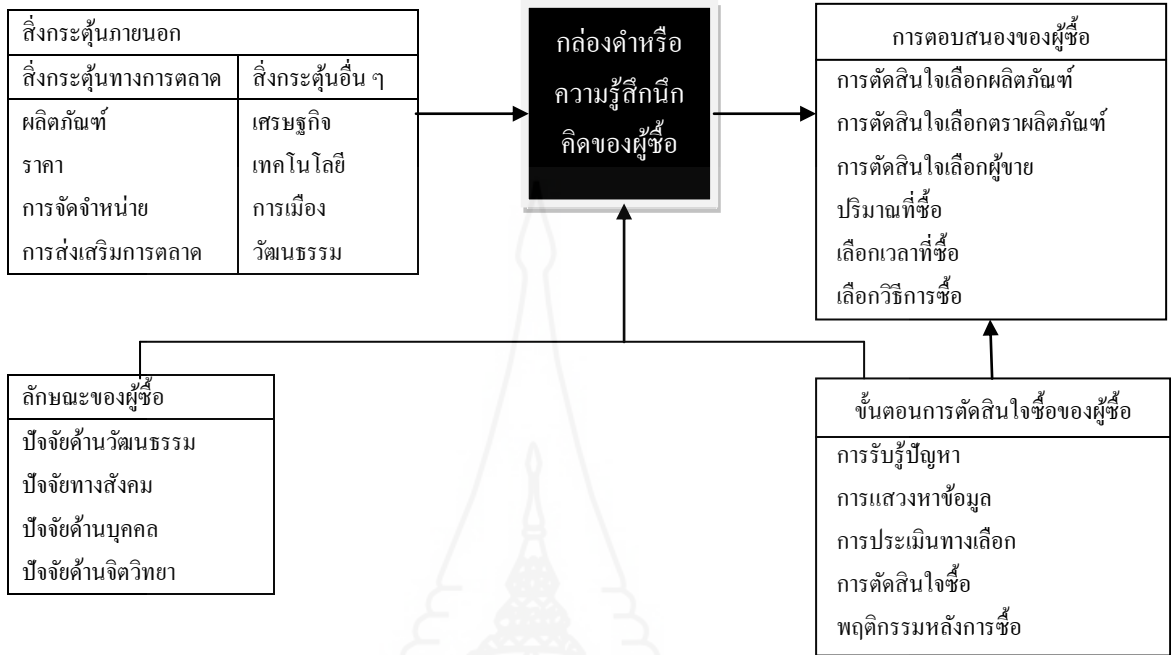 สิ่งกระตุ้นภายนอก
สิ่งกระตุ้นทางการตลาด
สิ่งกระตุ้นอื่น ๆ
ผลิตภัณฑ์
เศรษฐกิจ
ราคา
เทคโนโลยี
การจัดจำหน่าย
การเมือง
การส่งเสริมการตลาด
วัฒนธรรม
กล่องดำหรือ
ความรู้สึกนึก
คิดของผู้ซื้อ
การตอบสนองของผู้ซื้อ
การตัดสินใจเลือกผลิตภัณฑ์
การตัดสินใจเลือกตราผลิตภัณฑ์
การตัดสินใจเลือกผู้ขาย
ปริมาณที่ซื้อ
เลือกเวลาที่ซื้อ
เลือกวิธีการซื้อ
ลักษณะของผู้ซื้อ
ปัจจัยด้านวัฒนธรรม
ปัจจัยทางสังคม
ปัจจัยด้านบุคคล
ปัจจัยด้านจิตวิทยา
ขั้นตอนการตัดสินใจซื้อของผู้ซื้อ
การรับรู้ปัญหา
การแสวงหาข้อมูล
การประเมินทางเลือก
การตัดสินใจซื้อ
พฤติกรรมหลังการซื้อ